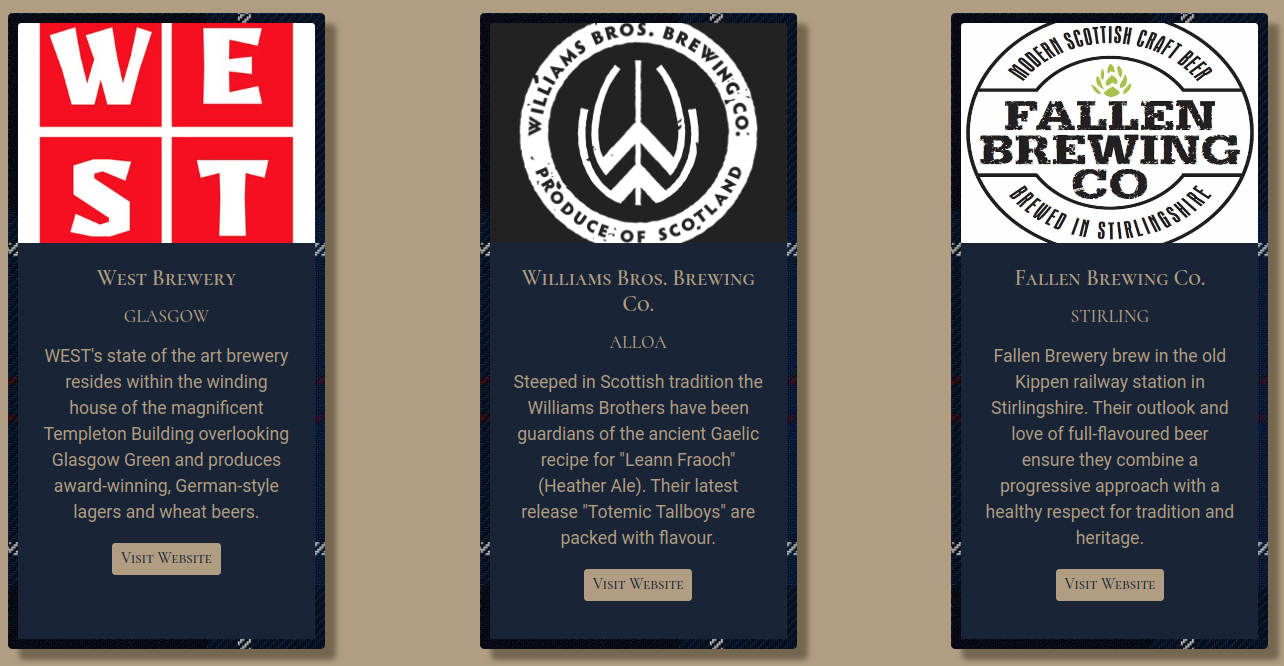 W E
S T
West Brewery
GLASGOW
WEST's state of the art brewery
resides within the winding
house of the magnificent
Templeton Building overlooking
Glasgow Green and produces
award-winning, German-style
lagers and wheat beers.
Visit Website
WILLIAMS BROS. BREWING CO.
PRODUCE OF SCOTLAND
Williams Bros. Brewing
Co.
ALLOA
Steeped in Scottish tradition the
Williams Brothers have been
guardians of the ancient Gaelic
recipe for "Leann Fraoch"
(Heather Ale). Their latest
release "Totemic Tallboys" are
packed with flavour.
Visit Website
MODERN SCOTTISH CRAFT BEER
FALLEN
BREWING
CO
BREWED IN STIRLINGSHIRE
Fallen Brewing Co.
STIRLING
Fallen Brewery brew in the old
Kippen railway station in
Stirlingshire. Their outlook and
love of full-flavoured beer
ensure they combine a
progressive approach with a
healthy respect for tradition and
heritage.
Visit Website